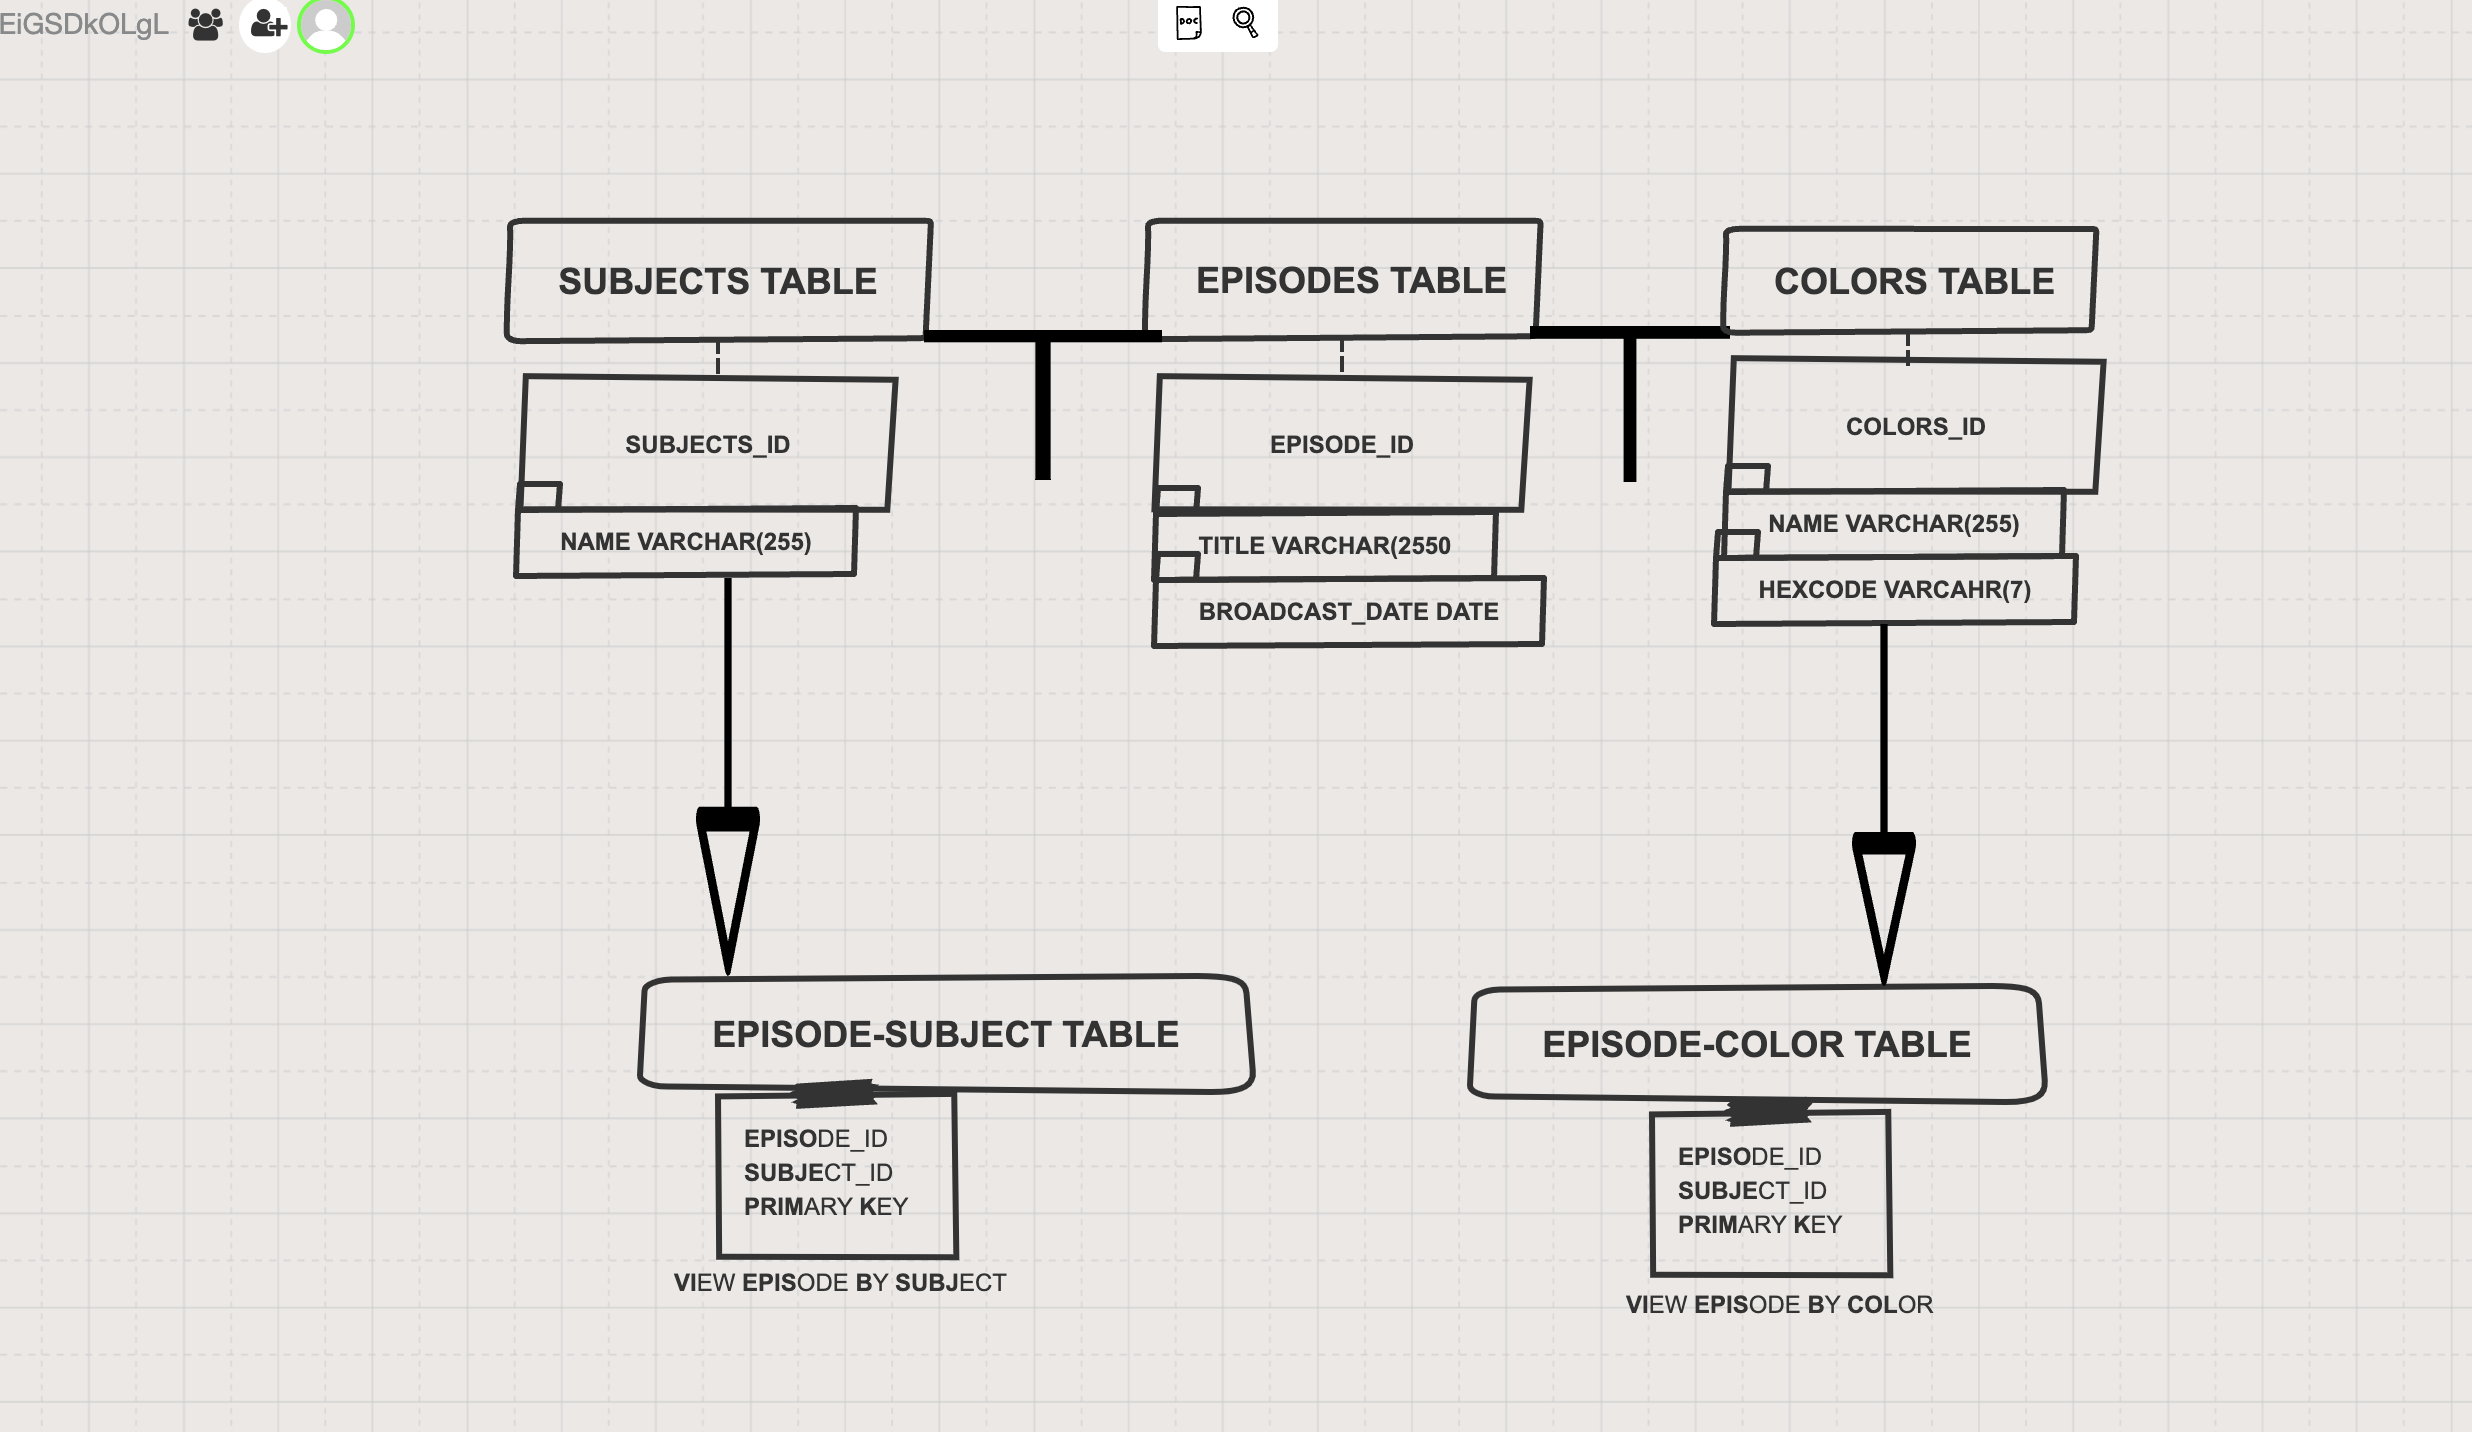 EiGSDkOLgL
DOC
SUBJECTS TABLE
SUBJECTS_ID
NAME VARCHAR(255)
EPISODES TABLE
EPISODE_ID
TITLE VARCHAR(2550
BROADCAST_DATE DATE
COLORS TABLE
COLORS_ID
NAME VARCHAR(255)
HEXCODE VARCAHR(7)
EPISODE-SUBJECT TABLE
EPISODE_ID
SUBJECT_ID
PRIMARY KEY
VIEW EPISODE BY SUBJECT
EPISODE-COLOR TABLE
EPISODE_ID
SUBJECT_ID
PRIMARY KEY
VIEW EPISODE BY COLOR